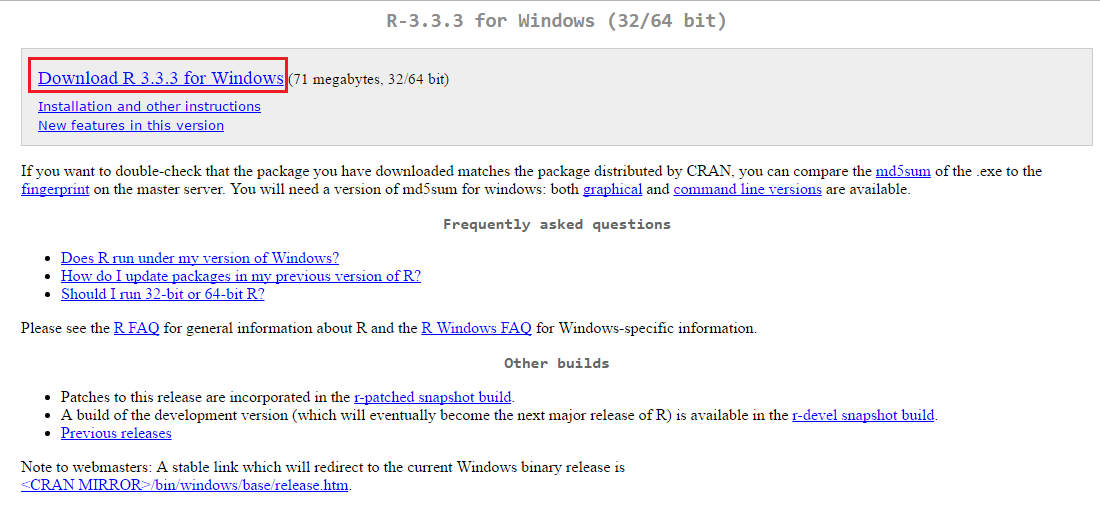 R-3.3.3 for Windows (32/64 bit)
Download R 3.3.3 for Windows (71 megabytes, 32/64 bit)
Installation and other instructions
New features in this version
If you want to double-check that the package you have downloaded matches the package distributed by CRAN, you can compare the md5sum of the .exe to the
fingerprint on the master server. You will need a version of md5sum for windows: both graphical and command line versions are available.
Frequently asked questions
• Does R run under my version of Windows?
• How do I update packages in my previous version of R?
• Should I run 32-bit or 64-bit R?
Please see the R FAQ for general information about R and the R Windows FAQ for Windows-specific information.
Other builds
• Patches to this release are incorporated in the r-patched snapshot build.
• A build of the development version (which will eventually become the next major release of R) is available in the r-devel snapshot build.
• Previous releases
Note to webmasters: A stable link which will redirect to the current Windows binary release is
<CRAN MIRROR>/bin/windows/base/release.htm.